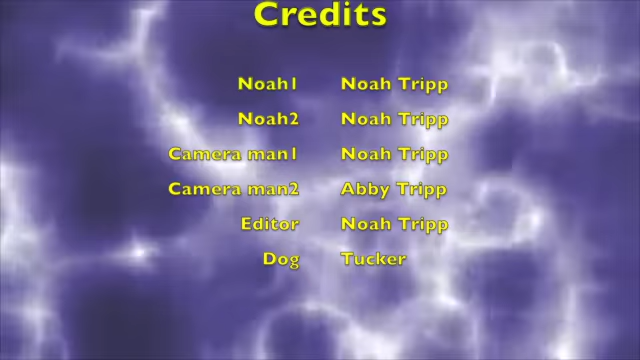 Credits
Noah1 Noah Tripp
Noah2 Noah Tripp
Camera man1 Noah Tripp
Camera man2 Abby Tripp
Editor Noah Tripp
Dog Tucker